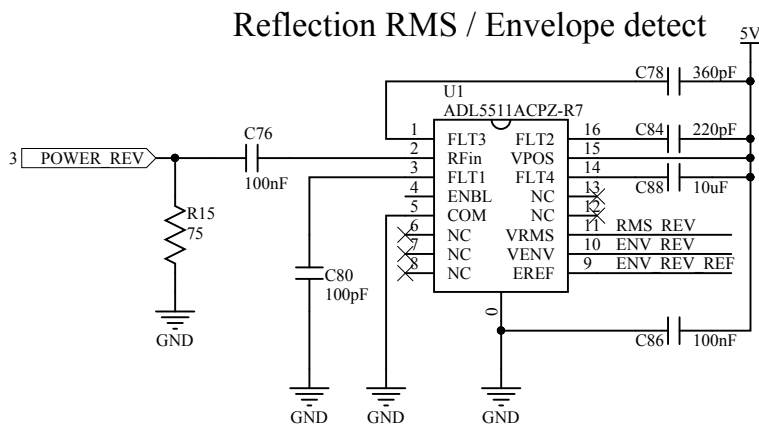 Reflection RMS / Envelope detect
5V
C78 360pF
U1
ADL5511ACPZ-R7
1 FLT3 FLT2 16 C84 220pF
3 POWER_REV C76 100nF 2 RFin VPOS 15
3 FLT1 FLT4 14 C88 10uF
4 ENBL NC 13
5 COM NC 12
R15 75
6 NC VRMS 11 RMS_REV
7 NC VENV 10 ENV_REV
8 NC EREF 9 ENV_REV_REF
C80 100pF
0
C86 100nF
GND
GND GND GND